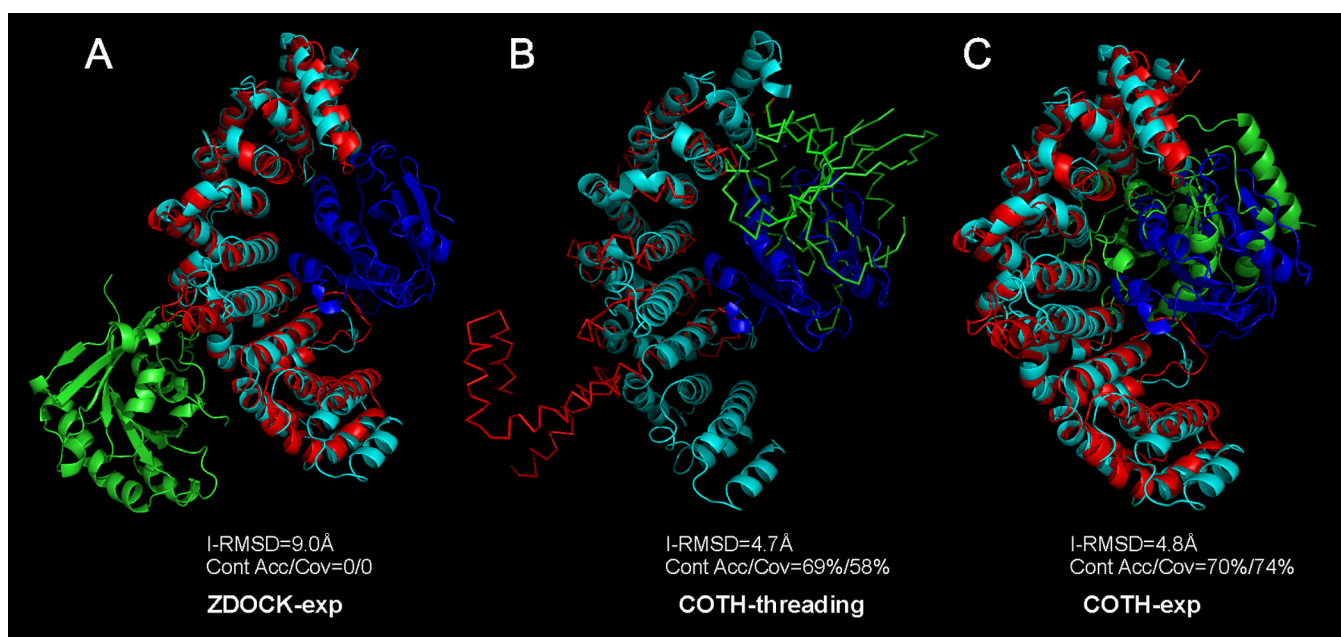 A
B
C
I-RMSD=9.0Å
Cont Acc/Cov=0/0
ZDOCK-exp
I-RMSD=4.7Å
Cont Acc/Cov=69%/58%
COTH-threading
I-RMSD=4.8Å
Cont Acc/Cov=70%/74%
COTH-exp